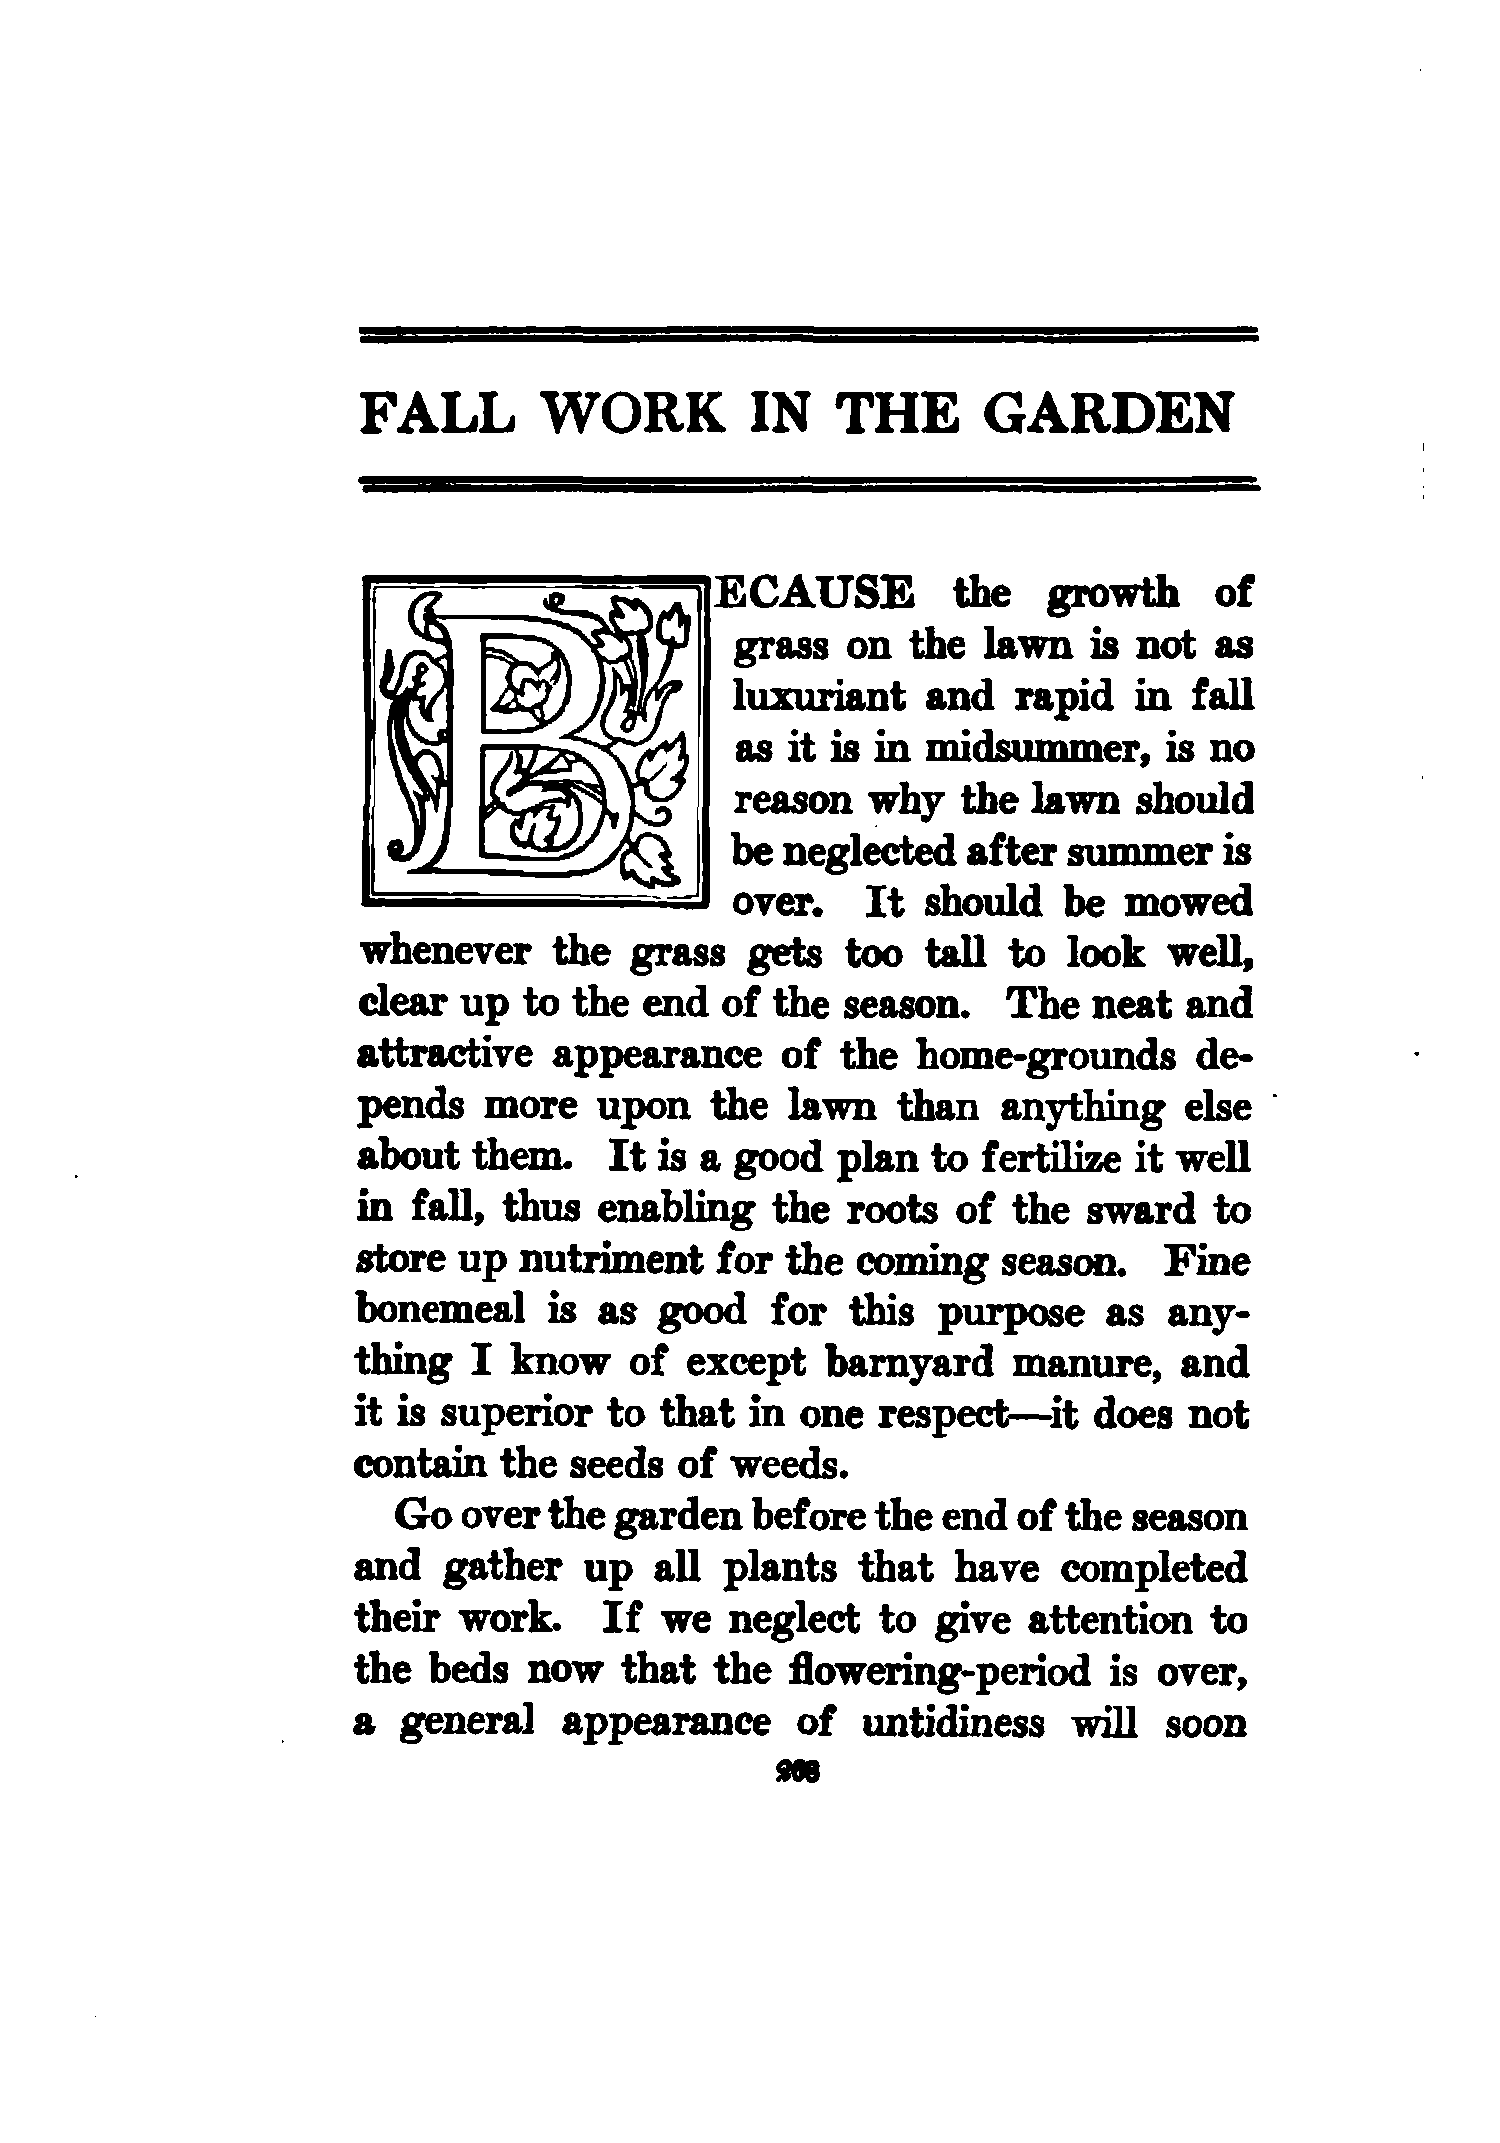 FALL WORK IN THE GARDEN
BECAUSE the growth of
grass on the lawn is not as
luxuriant and rapid in fall
as it is in midsummer, is no
reason why the lawn should
be neglected after summer is
over. It should be mowed
whenever the grass gets too tall to look well,
clear up to the end of the season. The neat and
attractive appearance of the home-grounds de-
pends more upon the lawn than anything else
about them. It is a good plan to fertilize it well
in fall, thus enabling the roots of the sward to
store up nutriment for the coming season. Fine
bonemeal is as good for this purpose as any-
thing I know of except barnyard manure, and
it is superior to that in one respect—it does not
contain the seeds of weeds.
Go over the garden before the end of the season
and gather up all plants that have completed
their work. If we neglect to give attention to
the beds now that the flowering-period is over,
a general appearance of untidiness will soon